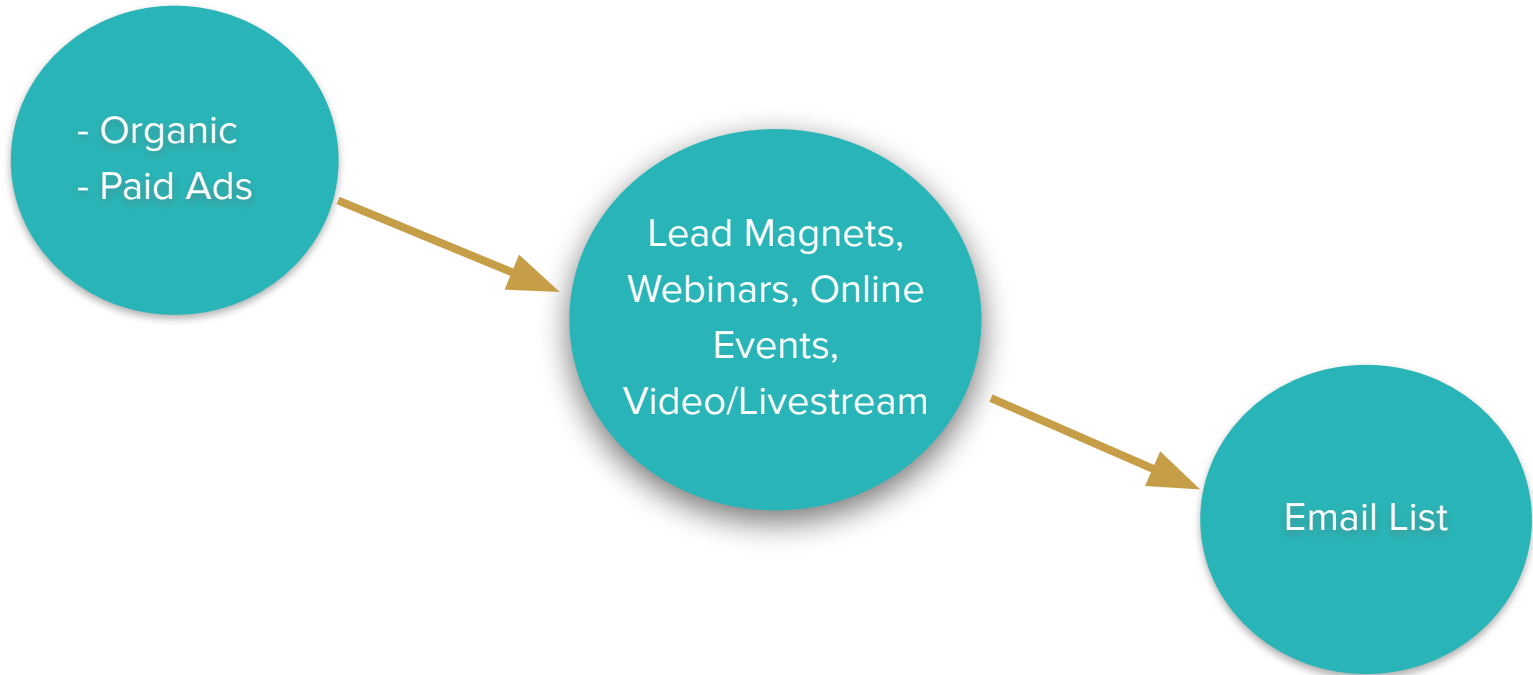 - Organic
- Paid Ads
Lead Magnets,
Webinars, Online
Events,
Video/Livestream
Email List